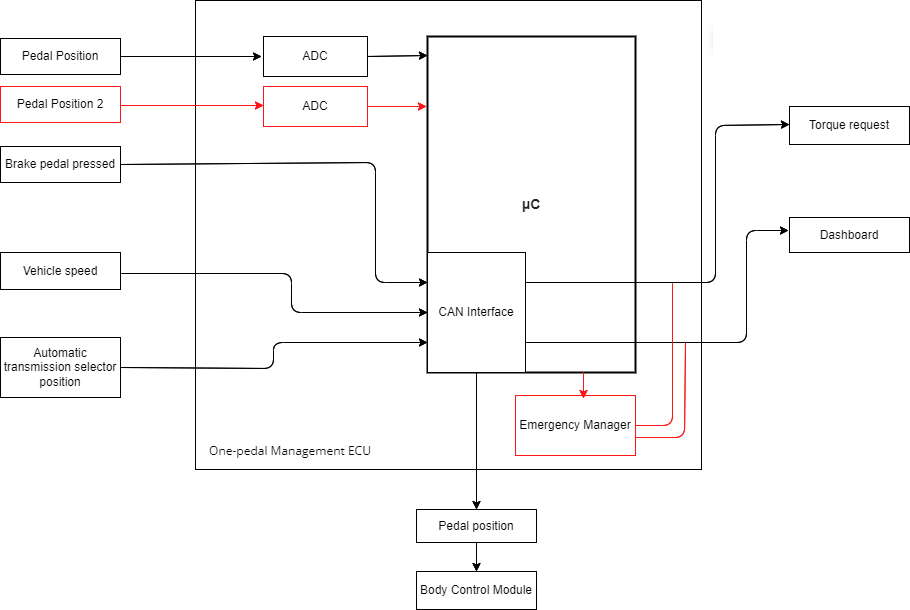 Pedal Position
ADC
Pedal Position 2
ADC
Torque request
Brake pedal pressed
µC
Dashboard
Vehicle speed
CAN Interface
Automatic
transmission selector
position
Emergency Manager
One-pedal Management ECU
Pedal position
Body Control Module